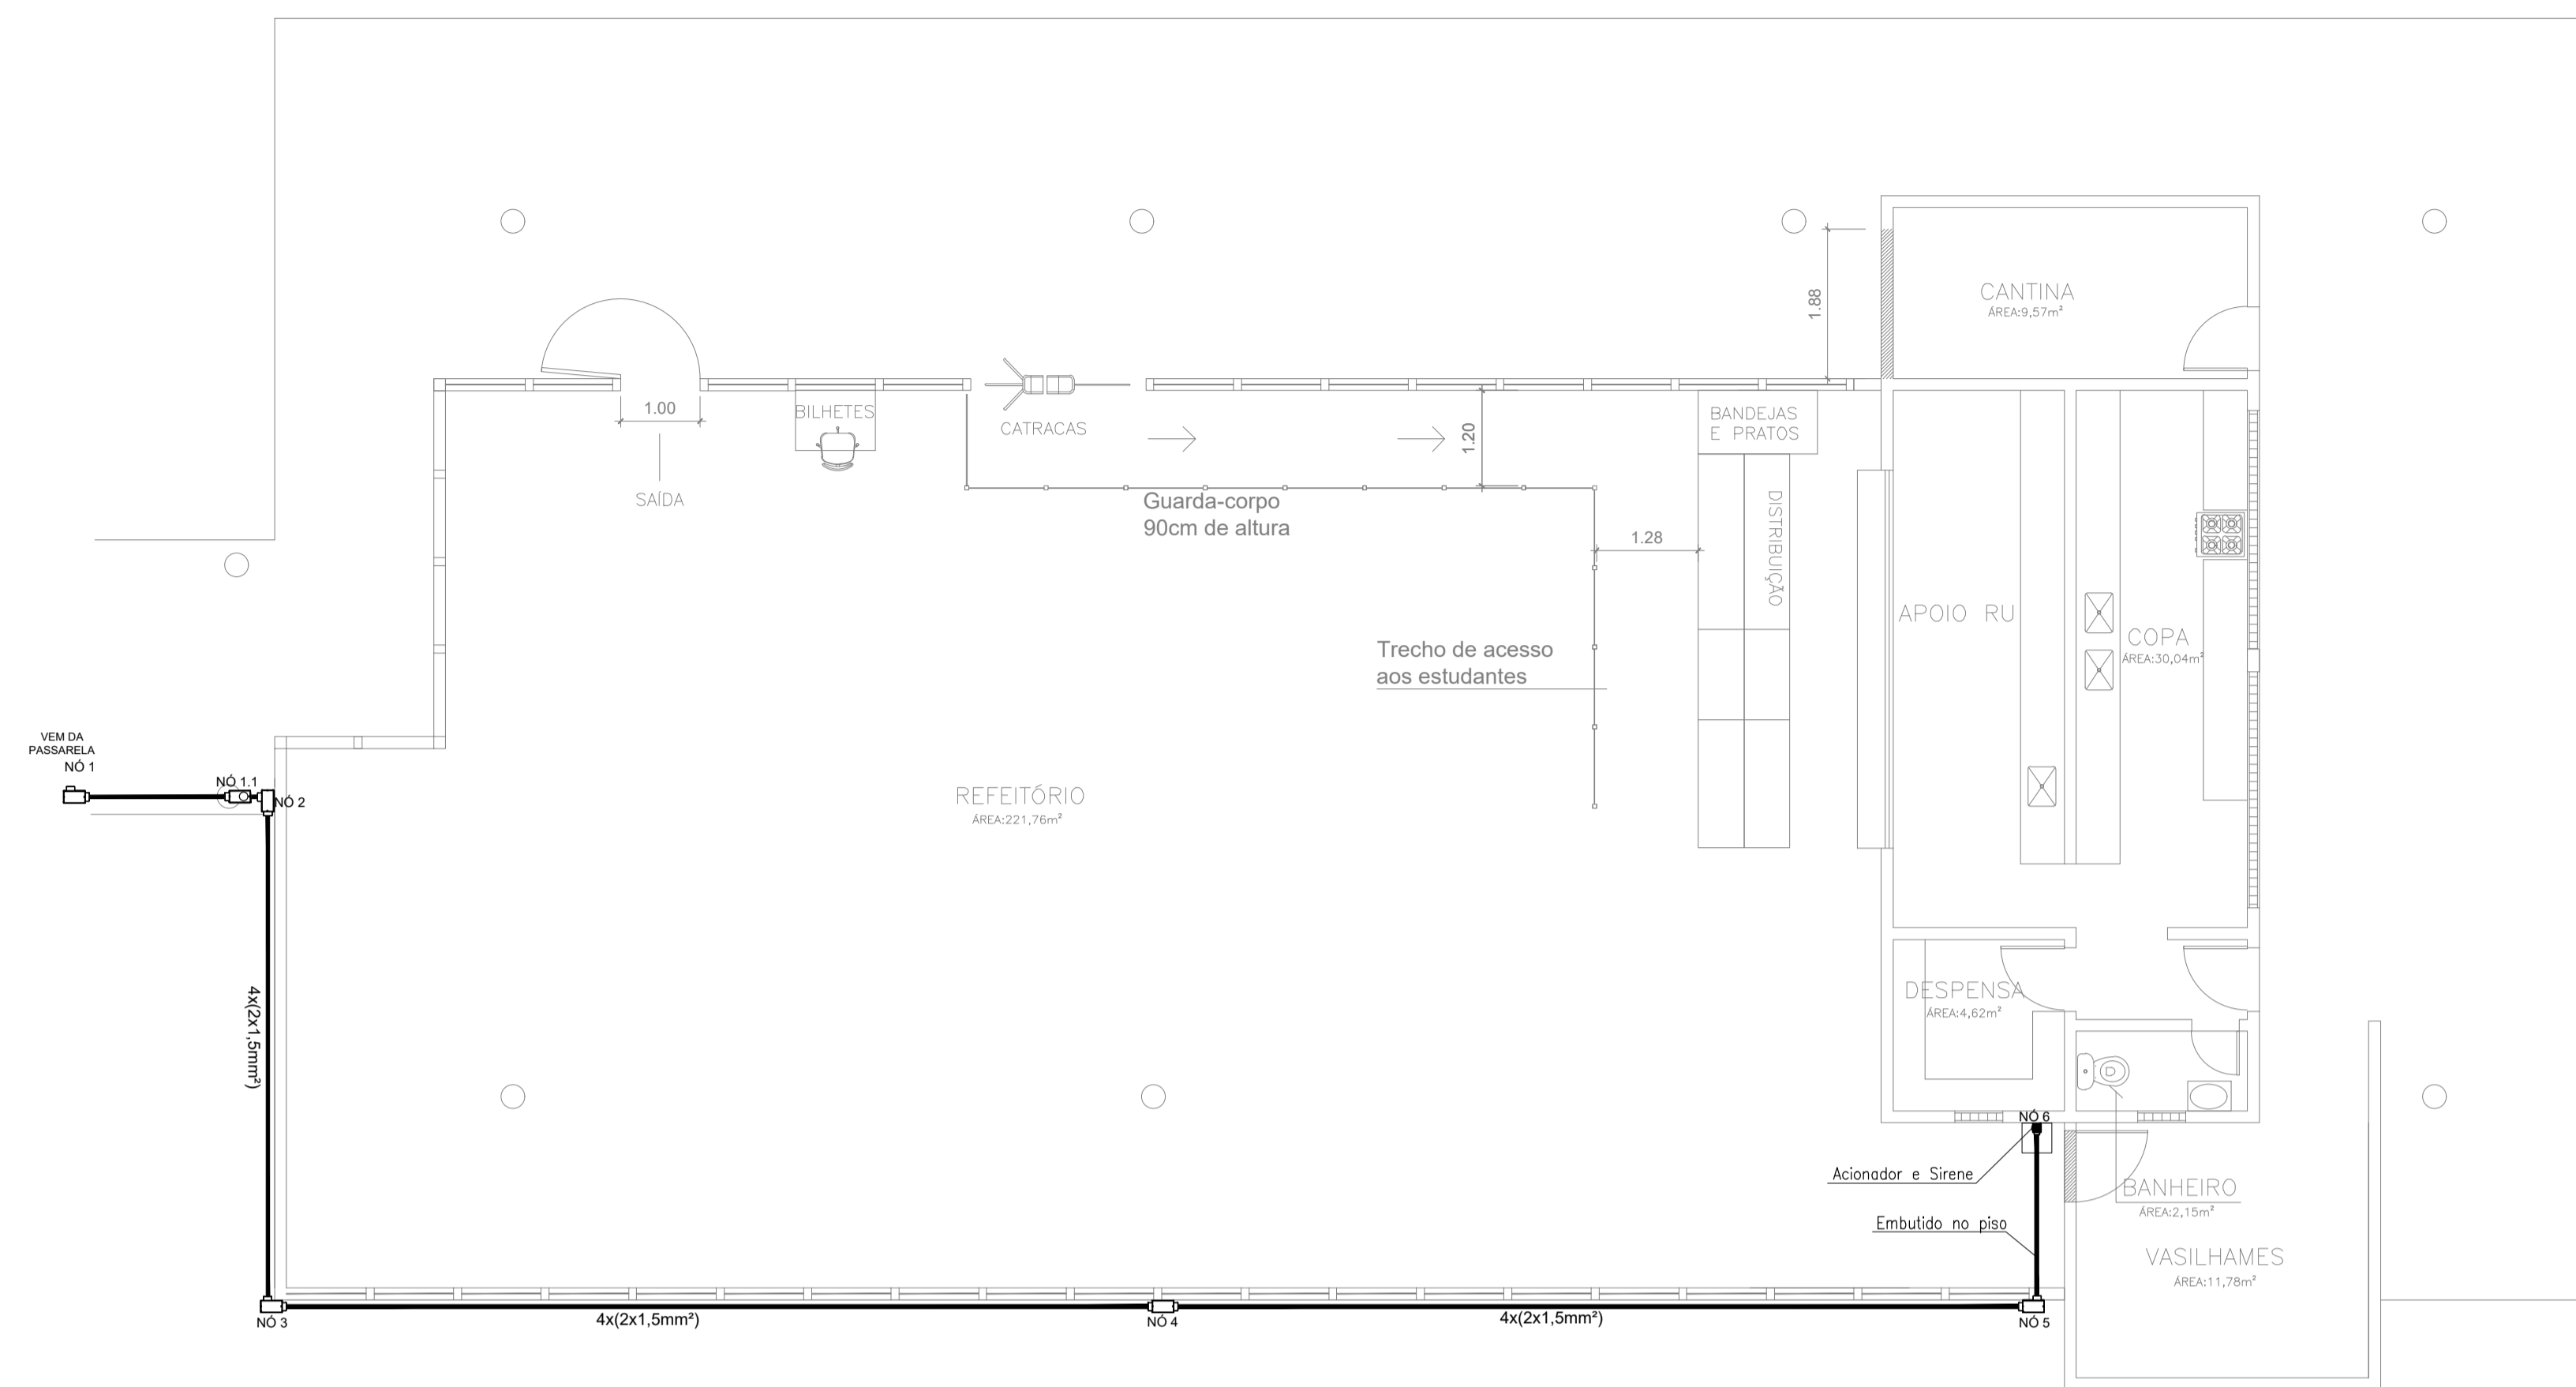 CANTINA
ÁREA:9,57m²
1.88
1.00
BILHETES
CATRACAS
BANDEJAS
E PRATOS
1.20
SAÍDA
Guarda-corpo
90cm de altura
DISTRIBUIÇÃO
1.28
APOIO RU
COPA
ÁREA:30,04m²
Trecho de acesso
aos estudantes
VEM DA
PASSARELA
NÓ 1
NÓ 1.1
NÓ 2
REFEITÓRIO
ÁREA:221,76m²
4x(2x1,5mm²)
DESPENSA
ÁREA:4,62m²
NÓ 6
Acionador e Sirene
BANHEIRO
ÁREA:2,15m²
Embutido no piso
VASILHAMES
ÁREA:11,78m²
NÓ 3
4x(2x1,5mm²)
NÓ 4
4x(2x1,5mm²)
NÓ 5